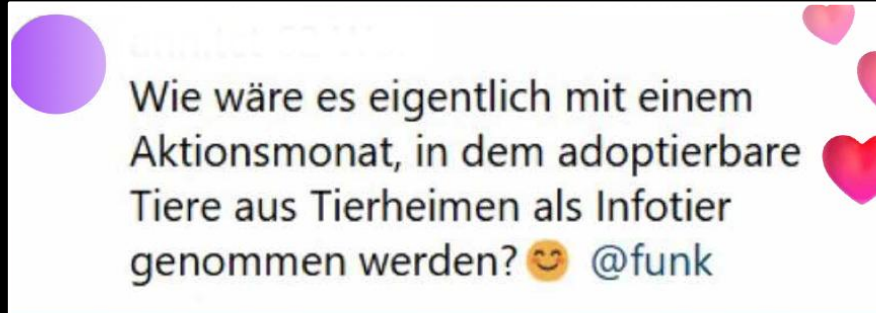 Wie wäre es eigentlich mit einem
Aktionsmonat, in dem adoptierbare
Tiere aus Tierheimen als Infotier
genommen werden? 😊 @funk